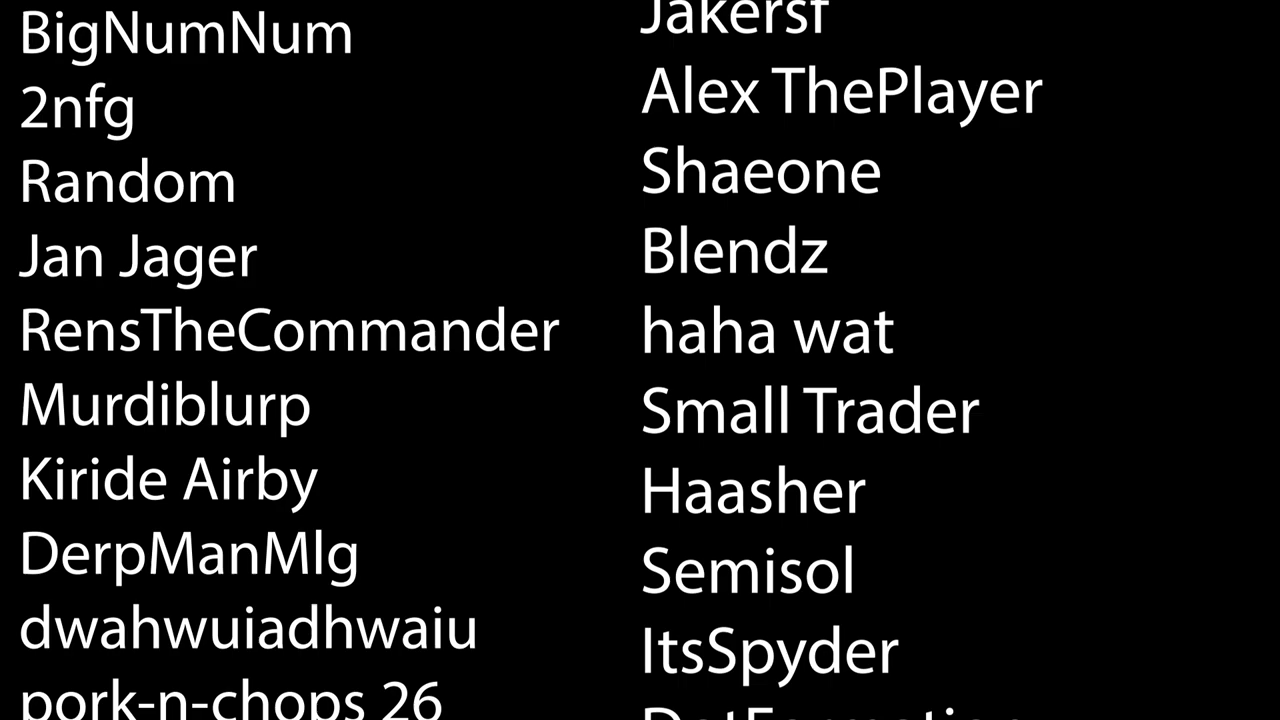 BigNumNum
2nfg
Random
Jan Jager
RensTheCommander
Murdiblurp
Kiride Airby
DerpManMlg
dwahwuiadhwaiu
pork-n-chops 26
Jakersf
Alex ThePlayer
Shaeone
Blendz
haha wat
Small Trader
Haasher
Semisol
ItsSpyder